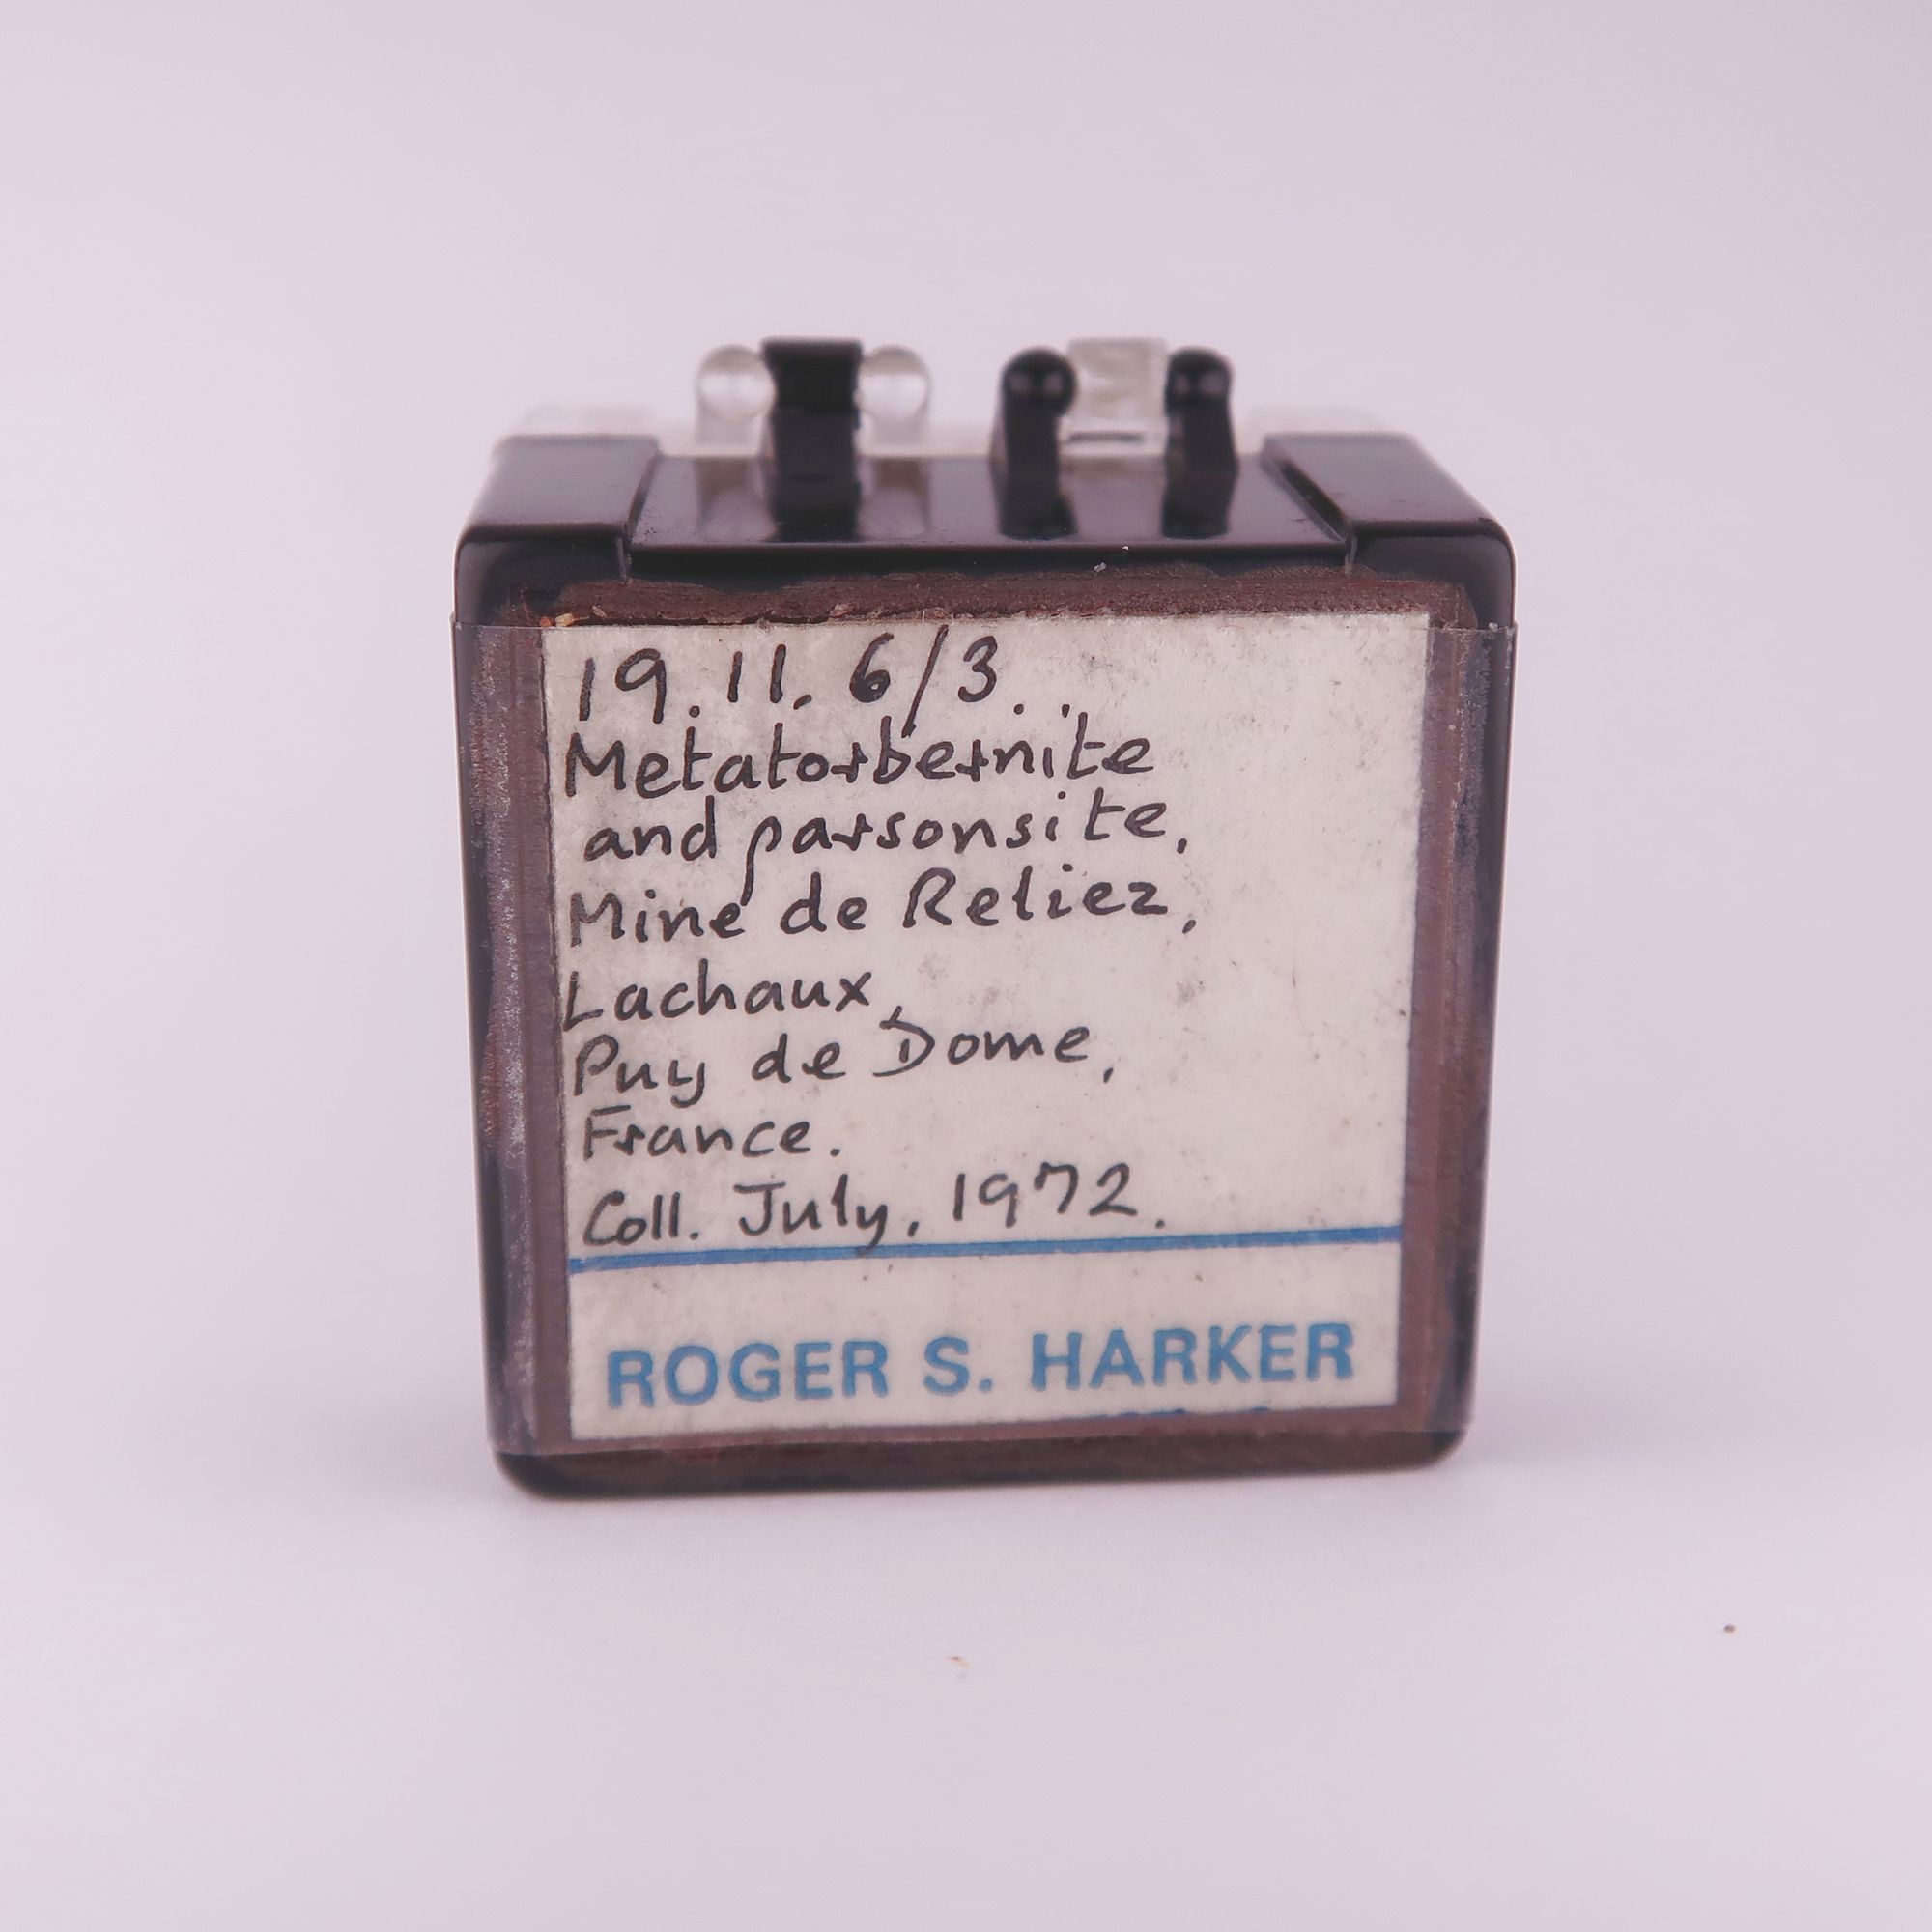 19.11. 6/3.
Metatorbernite
and parsonsite,
Mine de Reliez,
Lachaux,
Puy de Dome,
France.
Coll. July, 1972.
ROGER S. HARKER